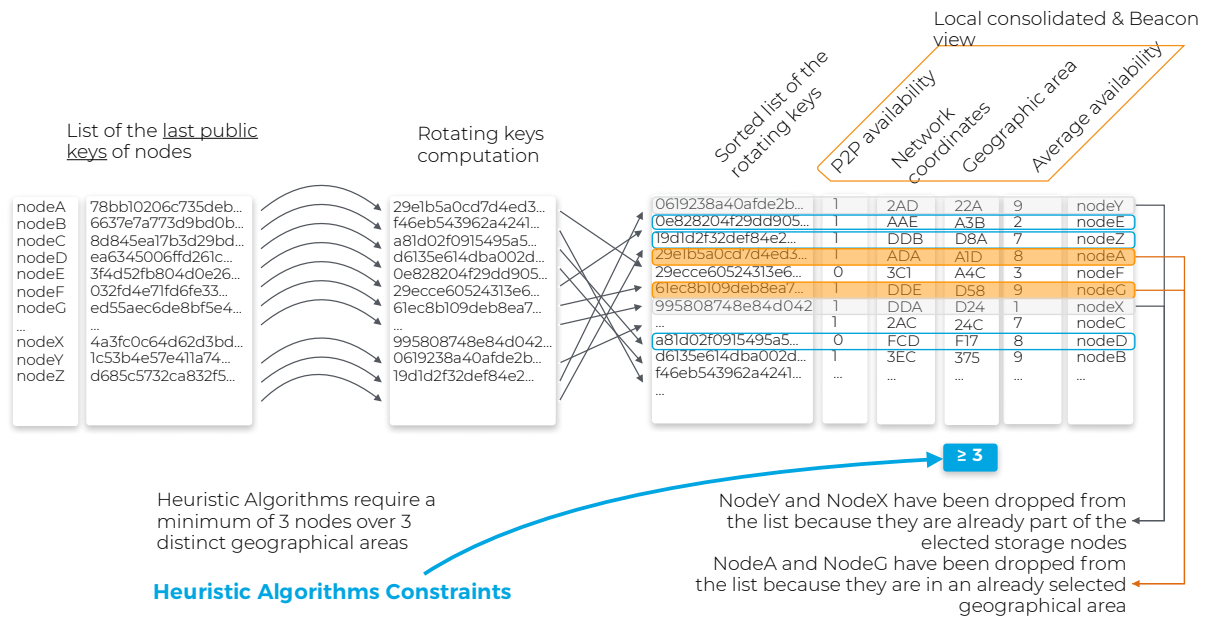 Local consolidated & Beacon
view
Sorted list of the
rotating keys
P2P availability
Network
coordinates
Geographic area
Average availability
List of the last public
keys of nodes
Rotating keys
computation
nodeA 78bb10206c735deb...
nodeB 6637e7a773d9bd0b...
nodeC 8d845ea17b3d29bd...
nodeD ea6345006ffd261c...
nodeE 3f4d52fb804d0e26...
nodeF 032fd4e71fd6fe33...
nodeG ed55aec6de8bf5e4...
... ...
nodeX 4a3fc0c64d62d3bd...
nodeY 1c53b4e57e411a74...
nodeZ d685c5732ca832f5...
29e1b5a0cd7d4ed3...
f46eb543962a4241...
a81d02f0915495a5...
d6135e614dba002d...
0e828204f29dd905...
29ecce60524313e6...
61ec8b109deb8ea7...
...
995808748e84d042...
0619238a40afde2b...
19d1d2f32def84e2...
0619238a40afde2b... 1 2AD 22A 9 nodeY
0e828204f29dd905... 1 AAE A3B 2 nodeE
19d1d2f32def84e2... 1 DDB D8A 7 nodeZ
29e1b5a0cd7d4ed3... 1 ADA A1D 8 nodeA
29ecce60524313e6... 0 3C1 A4C 3 nodeF
61ec8b109deb8ea7... 1 DDE D58 9 nodeG
995808748e84d042 1 DDA D24 1 nodeX
... 1 2AC 24C 7 nodeC
a81d02f0915495a5... 0 FCD F17 8 nodeD
d6135e614dba002d... 1 3EC 375 9 nodeB
f46eb543962a4241... ... ... ... ... ...
...
≥ 3
Heuristic Algorithms require a
minimum of 3 nodes over 3
distinct geographical areas
Heuristic Algorithms Constraints
NodeY and NodeX have been dropped from
the list because they are already part of the
elected storage nodes
NodeA and NodeG have been dropped from
the list because they are in an already selected
geographical area